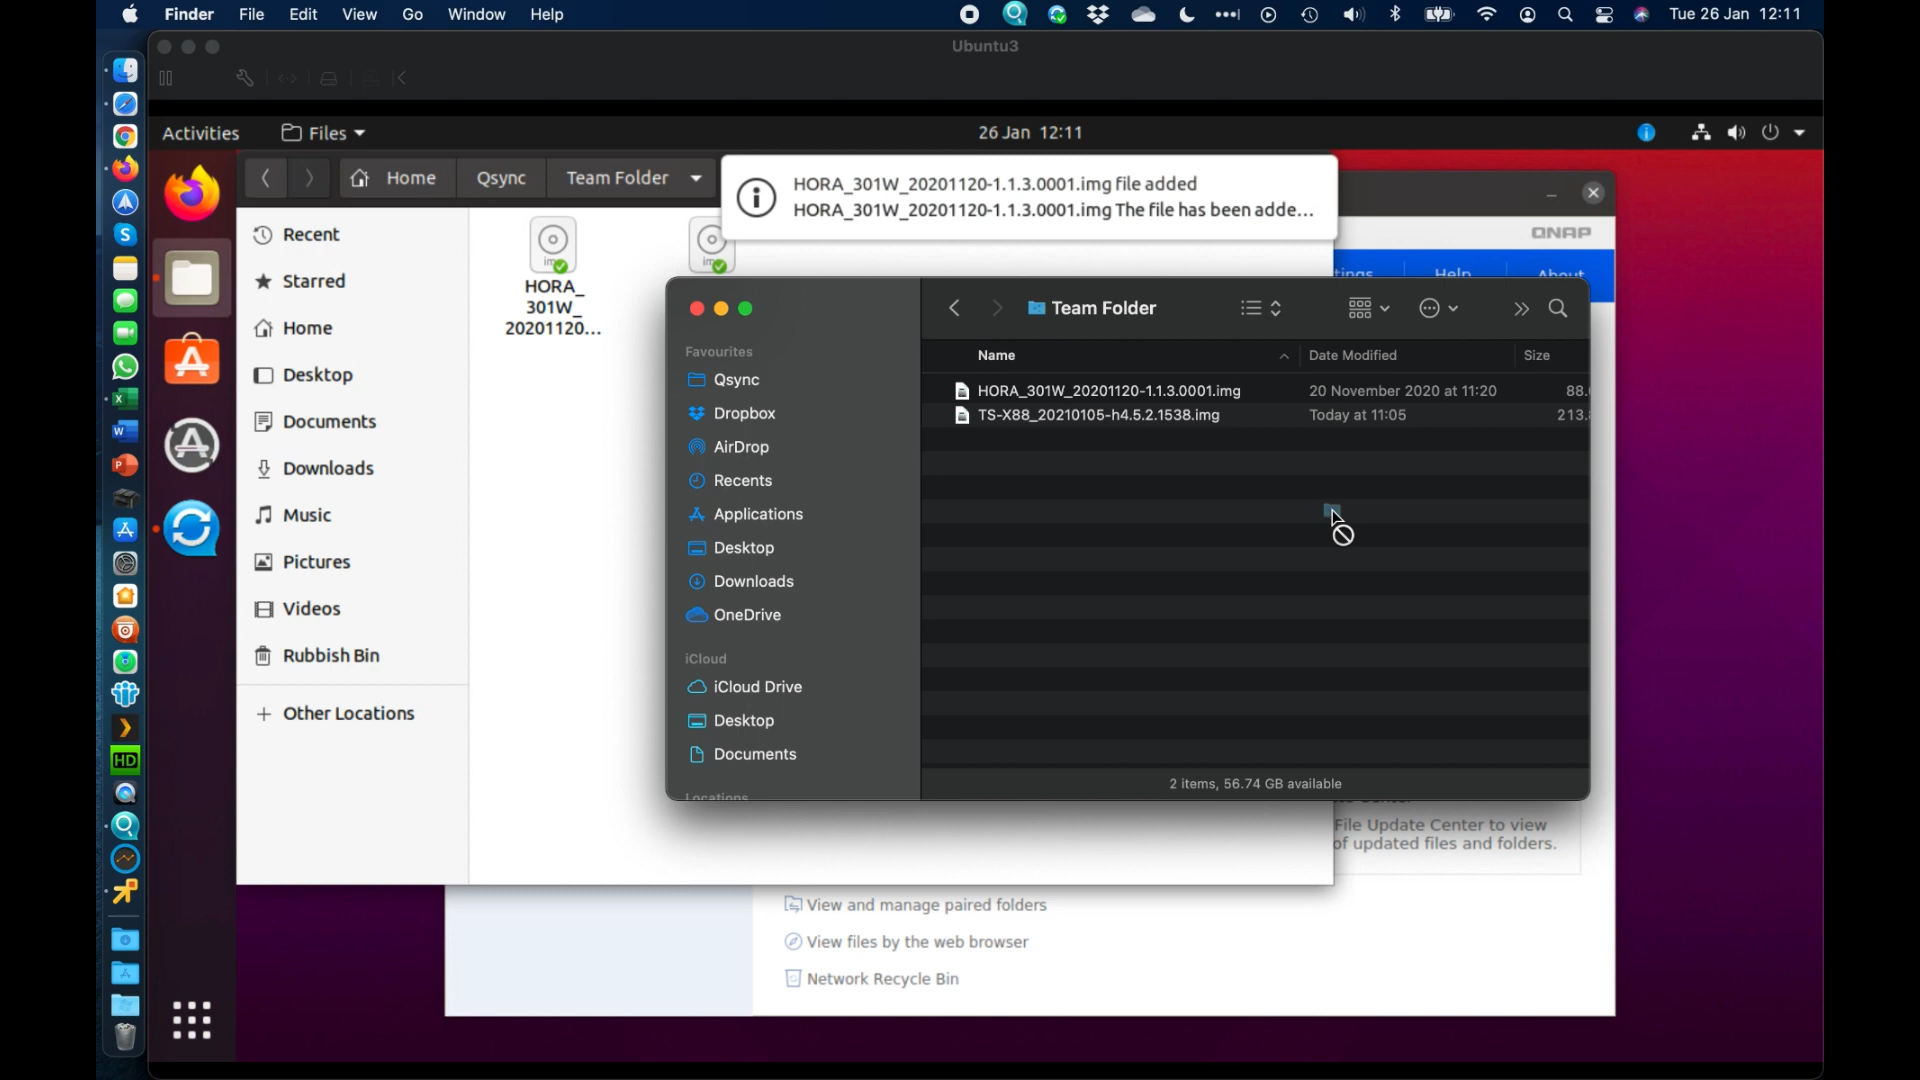 Finder File Edit View Go Window Help
Tue 26 Jan 12:11
Ubuntu3
Activities
Files
26 Jan 12:11
Home
Qsync
Team Folder
HORA_301W_20201120-1.1.3.0001.img file added
HORA_301W_20201120-1.1.3.0001.img The file has been adde...
QNAP
Help
About
Recent
Starred
Home
Desktop
Documents
Downloads
Music
Pictures
Videos
Rubbish Bin
+ Other Locations
HORA_
301W_
20201120...
Team Folder
Favourites
Qsync
Dropbox
AirDrop
Recents
Applications
Desktop
Downloads
OneDrive
iCloud
iCloud Drive
Desktop
Documents
Locations
Name
Date Modified
Size
HORA_301W_20201120-1.1.3.0001.img 20 November 2020 at 11:20 88.
TS-X88_20210105-h4.5.2.1538.img Today at 11:05 213.
2 items, 56.74 GB available
File Update Center to view
of updated files and folders.
View and manage paired folders
View files by the web browser
Network Recycle Bin
HD